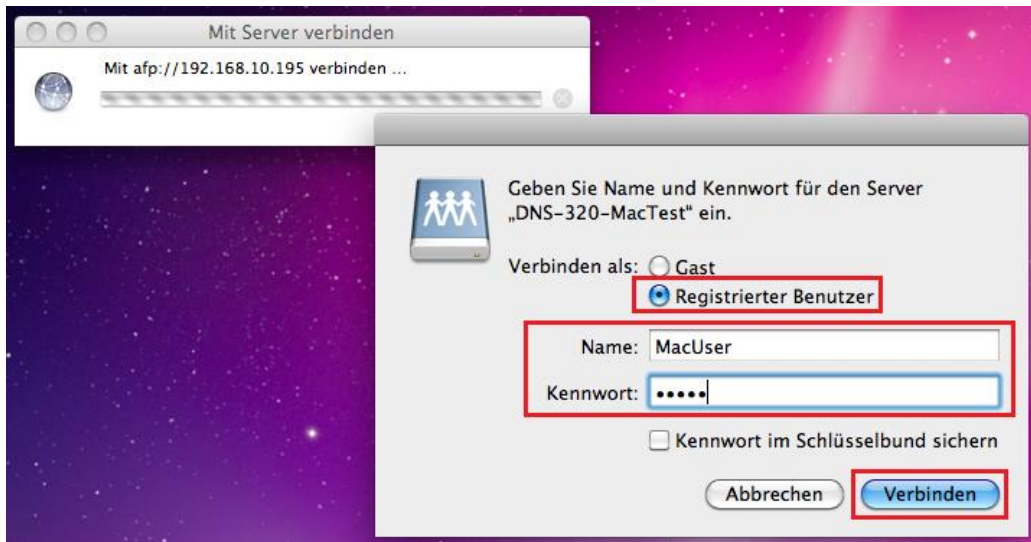 Mit Server verbinden
Mit afp://192.168.10.195 verbinden ...
Geben Sie Name und Kennwort für den Server
„DNS-320-MacTest“ ein.
Verbinden als: Gast
Registrierter Benutzer
Name: MacUser
Kennwort: •••••
Kennwort im Schlüsselbund sichern
Abbrechen Verbinden